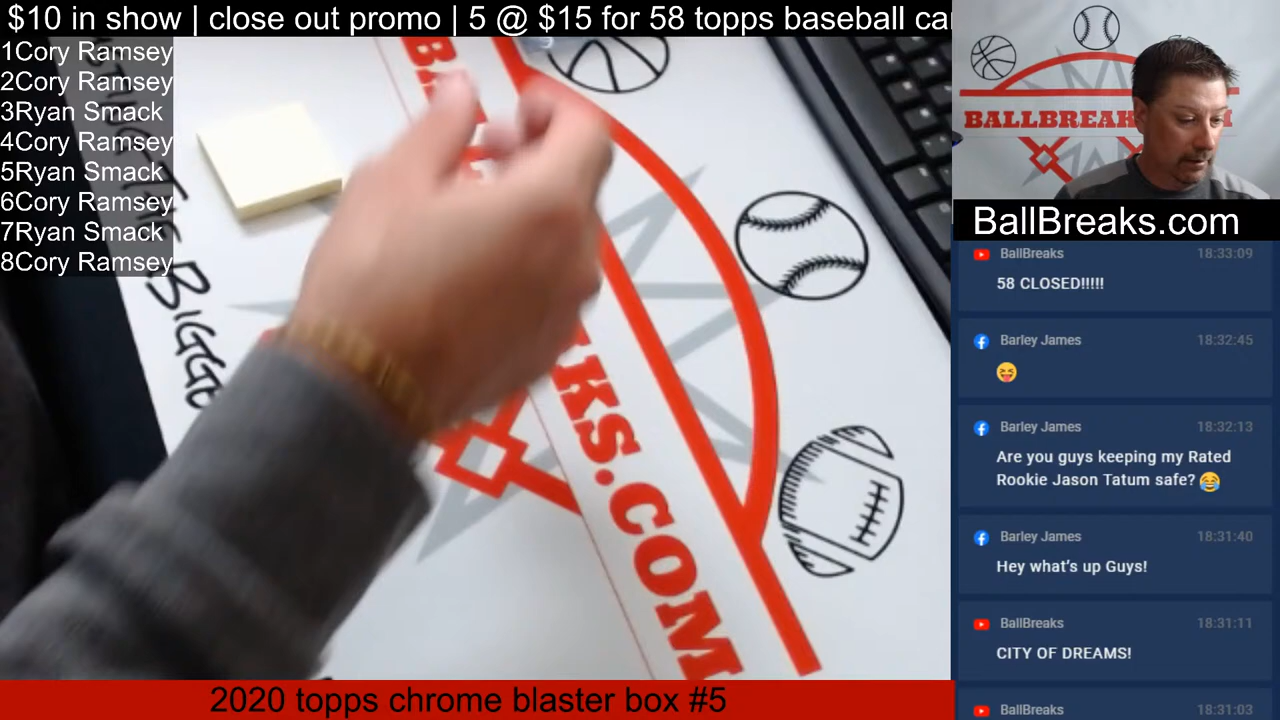 $10 in show | close out promo | 5 @ $15 for 58 topps baseball ca
1Cory Ramsey
2Cory Ramsey
3Ryan Smack
4Cory Ramsey
5Ryan Smack
6Cory Ramsey
7Ryan Smack
8Cory Ramsey
THE BIGGE
KS.COM
2020 topps chrome blaster box #5
BALLBREAK
BallBreaks.com
BallBreaks 18:33:09
58 CLOSED!!!!!
Barley James 18:32:45
😝
Barley James 18:32:13
Are you guys keeping my Rated
Rookie Jason Tatum safe? 😂
Barley James 18:31:40
Hey what's up Guys!
BallBreaks 18:31:11
CITY OF DREAMS!
BallBreaks 18:31:03